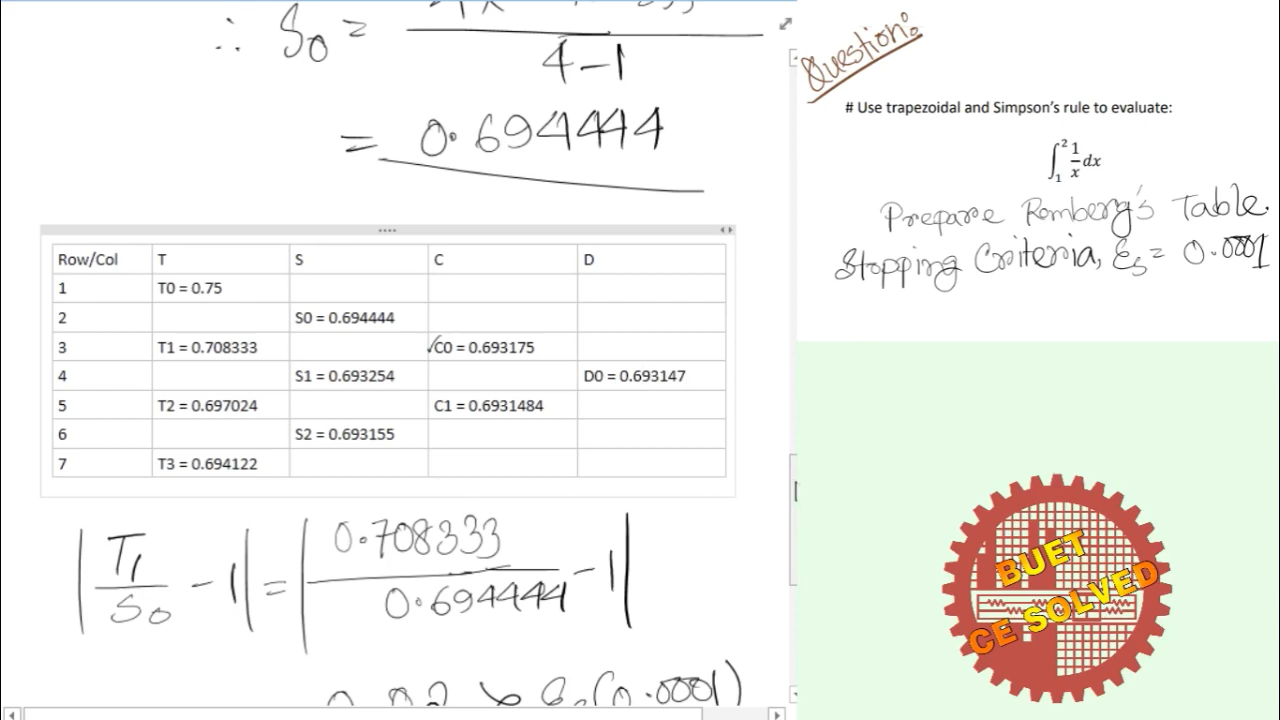 ∴ S0 =
4-1
= 0.694444
Row/Col T S C D
1 T0 = 0.75
2 S0 = 0.694444
3 T1 = 0.708333 ✓C0 = 0.693175
4 S1 = 0.693254 D0 = 0.693147
5 T2 = 0.697024 C1 = 0.6931484
6 S2 = 0.693155
7 T3 = 0.694122
|T1/S0 - 1| = |0.708333/0.694444 - 1|
Question:
# Use trapezoidal and Simpson's rule to evaluate:
∫₁² 1/x dx
Prepare Romberg's Table.
Stopping Criteria, Es = 0.0001
BUET
CE SOLVED